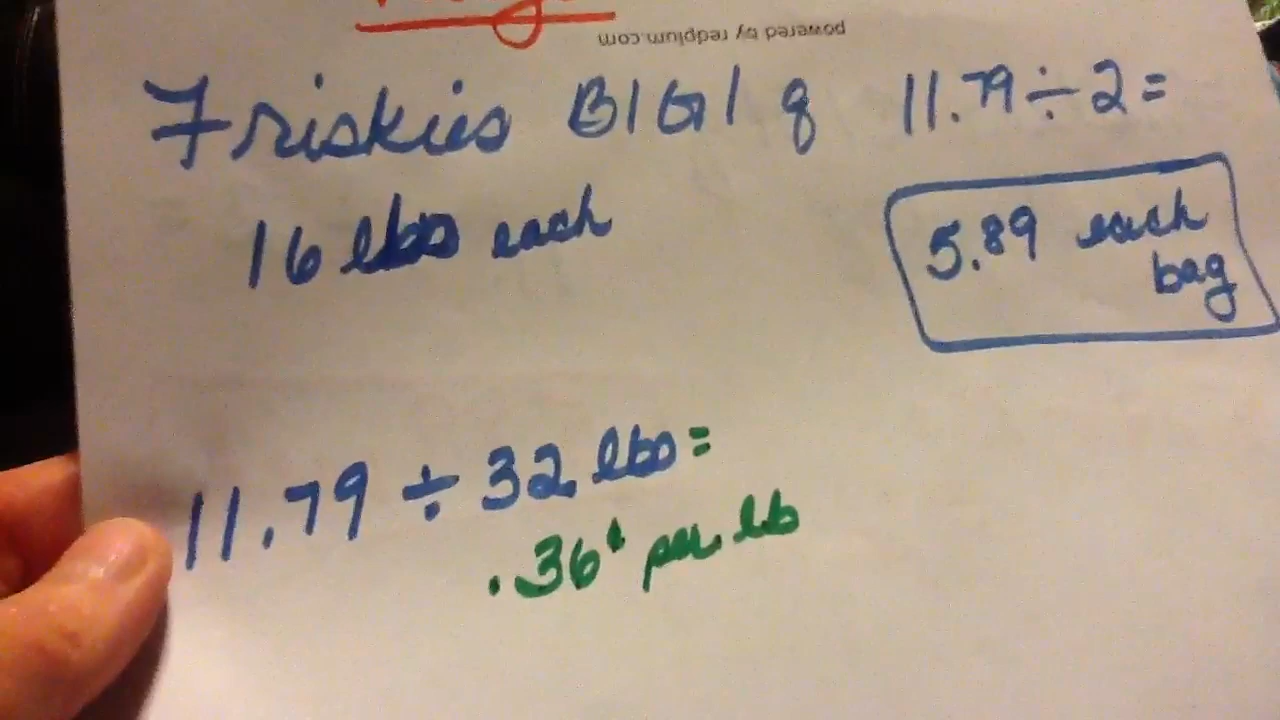 powered by redplum.com
Friskies B1G1 @ 11.79 ÷ 2 =
16 lbs each
5.89 each
bag
11.79 ÷ 32 lbs =
.36¢ per lb